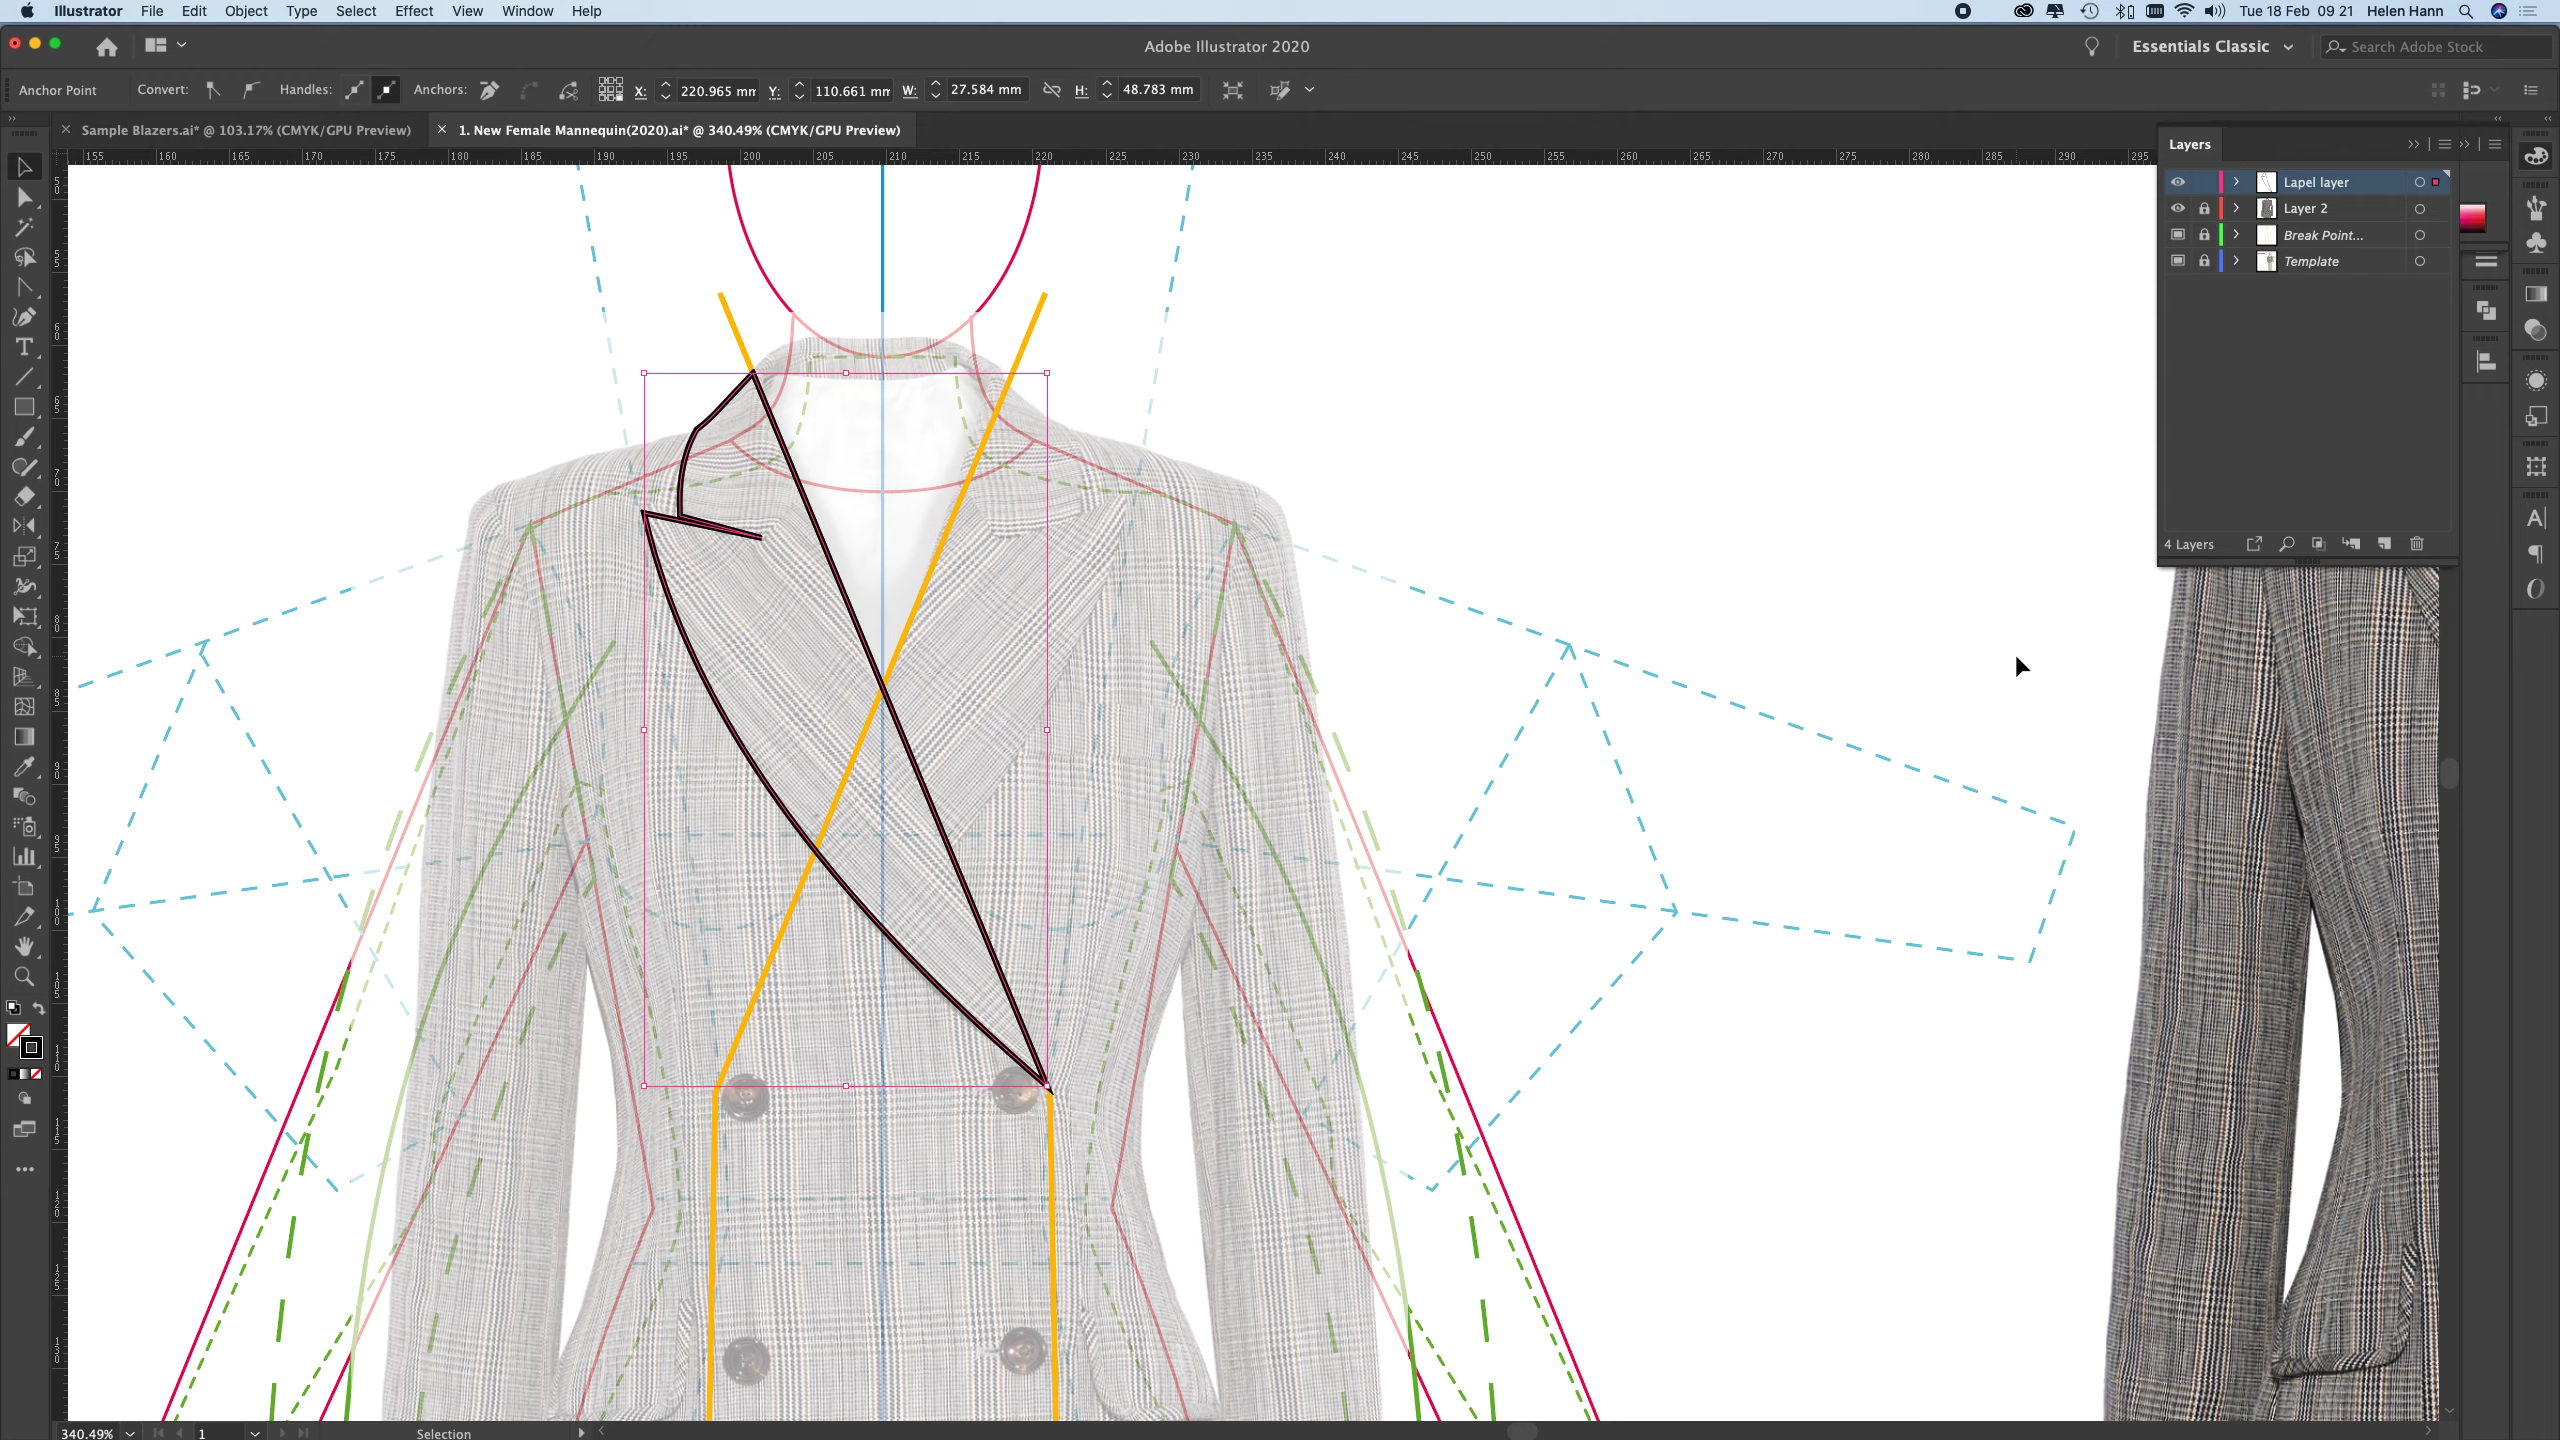 Illustrator File Edit Object Type Select Effect View Window Help Tue 18 Feb 09 21 Helen Hann
Adobe Illustrator 2020 Essentials Classic Search Adobe Stock
Anchor Point Convert: Handles: Anchors: X: 220.965 mm Y: 110.661 mm W: 27.584 mm H: 48.783 mm
× Sample Blazers.ai* @ 103.17% (CMYK/GPU Preview) × 1. New Female Mannequin(2020).ai* @ 340.49% (CMYK/GPU Preview)
155 160 165 170 175 180 185 190 195 200 205 210 215 220 225 230 235 240 245 250 255 260 265 270 275 280 285 290 295
Layers
Lapel layer
Layer 2
Break Point...
Template
4 Layers
340.49% 1 Selection